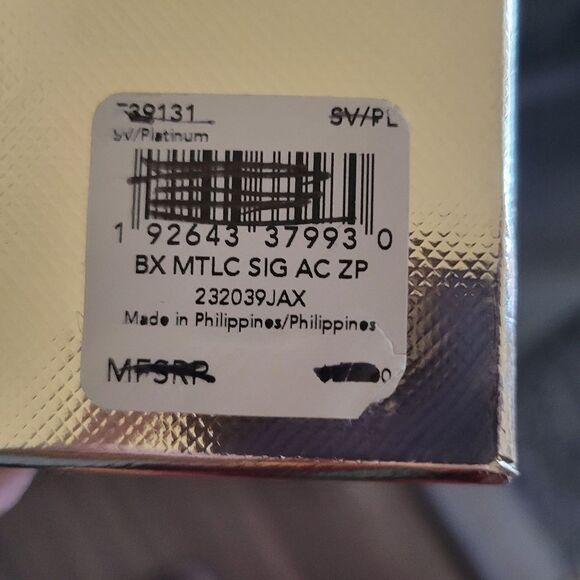 F39131 SV/PL
SV/Platinum
1 92643 37993 0
BX MTLC SIG AC ZP
232039JAX
Made in Philippines/Philippines
MFSRP